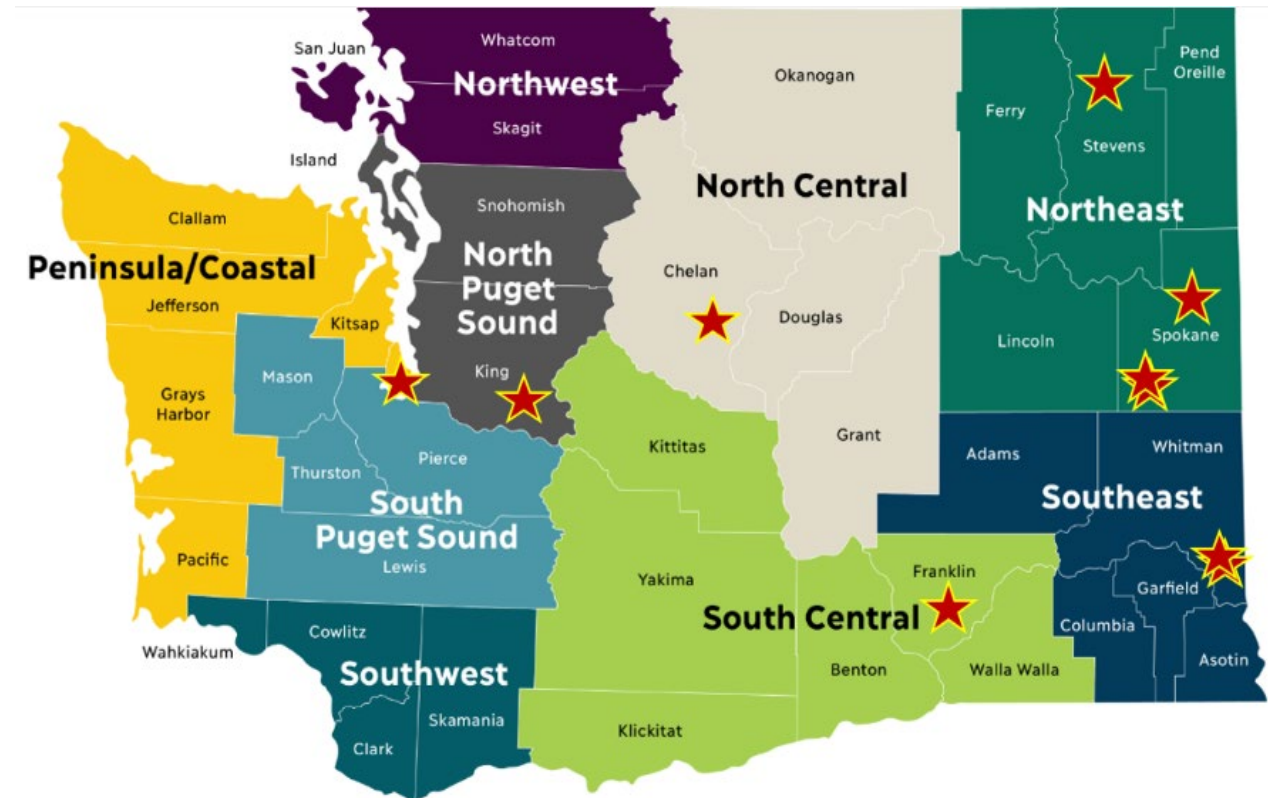 San Juan
Whatcom
Northwest
Skagit
Island
Okanogan
Pend
Oreille
Ferry
Stevens
North Central
Northeast
Clallam
Snohomish
Peninsula/Coastal
North
Puget
Sound
Jefferson
Kitsap
Chelan
Douglas
Lincoln
Spokane
Mason
King
Grays
Harbor
Grant
Kittitas
Adams
Whitman
Thurston
Pierce
South
Puget Sound
Southeast
Pacific
Lewis
Yakima
Franklin
Garfield
South Central
Columbia
Wahkiakum
Cowlitz
Southwest
Benton
Walla Walla
Asotin
Skamania
Klickitat
Clark